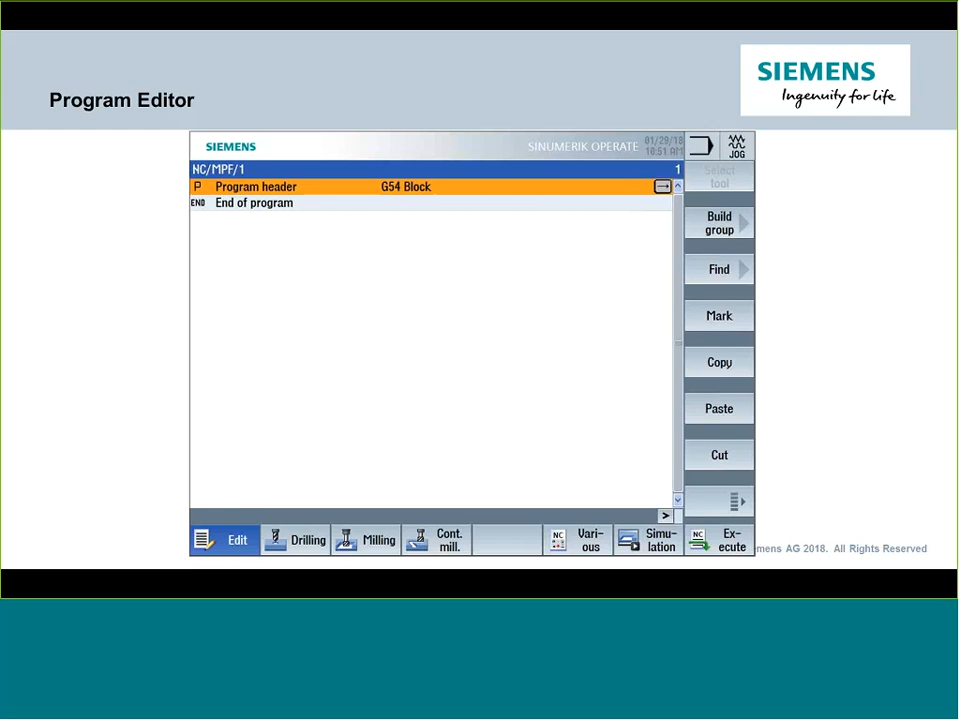 SIEMENS
Ingenuity for life
Program Editor
SIEMENS
SINUMERIK OPERATE
01/29/18
10:51 AM
JOG
NC/MPF/1
1
Select
tool
P Program header G54 Block
END End of program
Build
group
Find
Mark
Copy
Paste
Cut
>
Edit
Drilling
Milling
Cont.
mill.
NC
Vari-
ous
Simu-
lation
NC
Ex-
ecute
mens AG 2018. All Rights Reserved